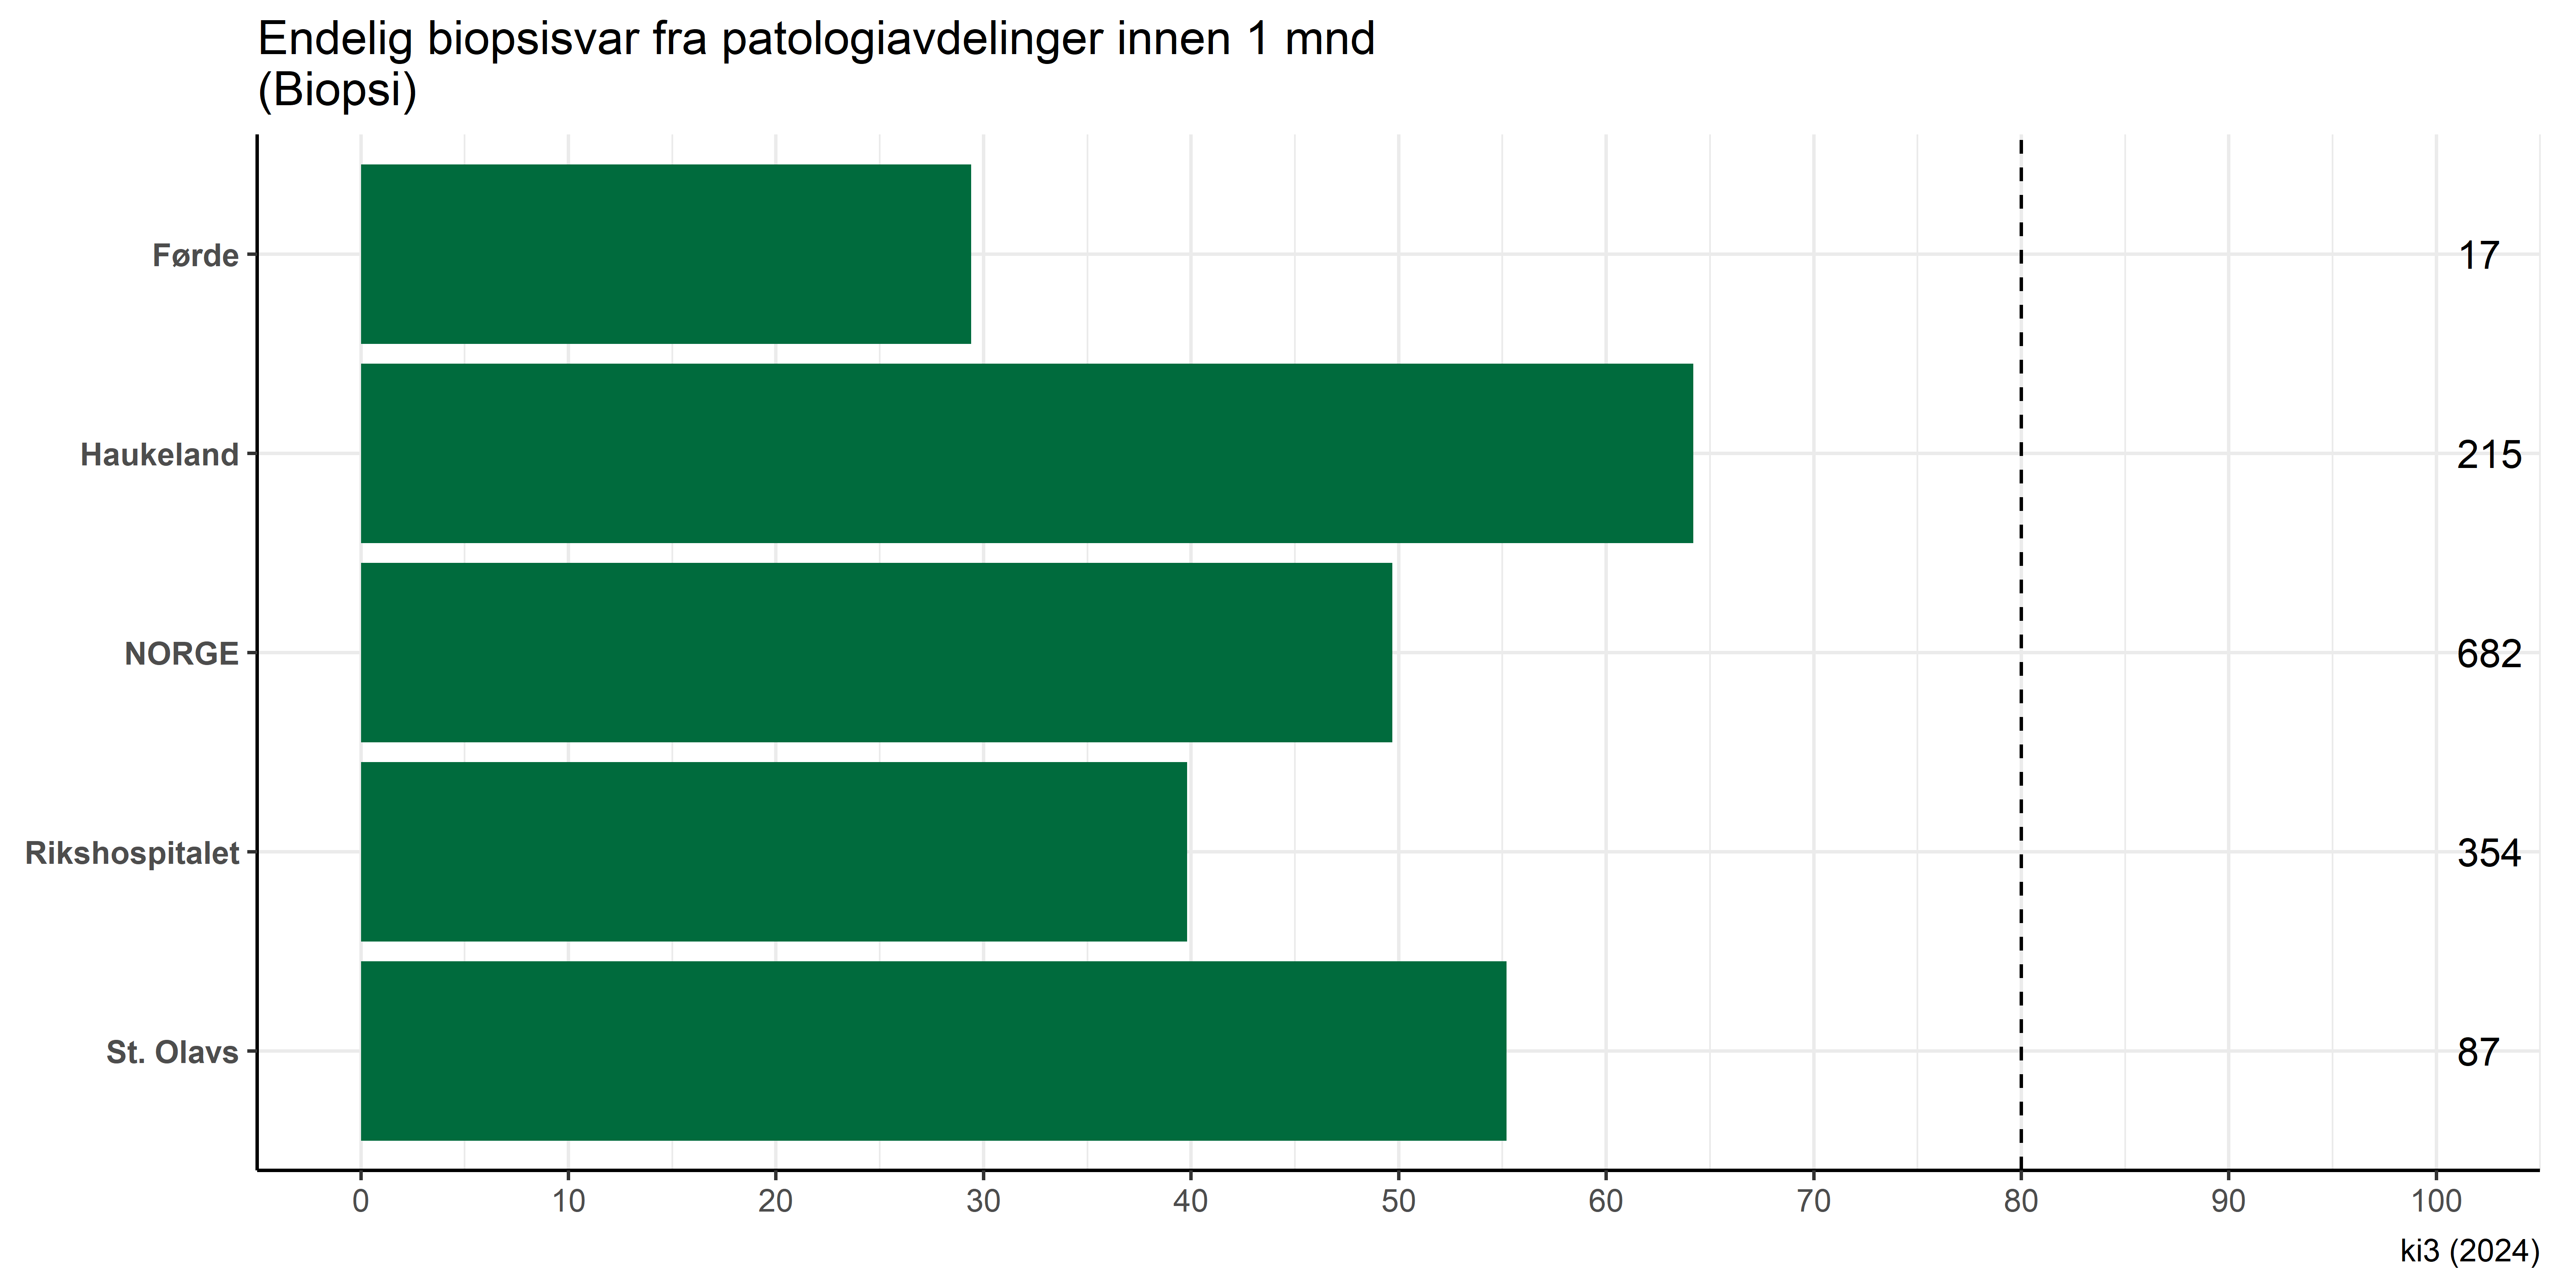 Endelig biopsisvar fra patologiavdelinger innen 1 mnd
(Biopsi)
Førde 17
Haukeland 215
NORGE 682
Rikshospitalet 354
St. Olavs 87
0 10 20 30 40 50 60 70 80 90 100
ki3 (2024)